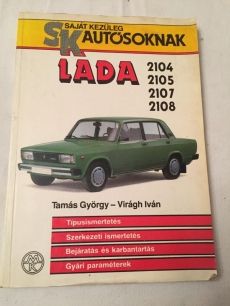 SAJÁT KEZŰLEG
SK AUTÓSOKNAK
LADA
2104
2105
2107
2108
Tamás György – Virágh Iván
Típusismertetés
Szerkezeti ismertetés
Bejáratás és karbantartás
Gyári paraméterek